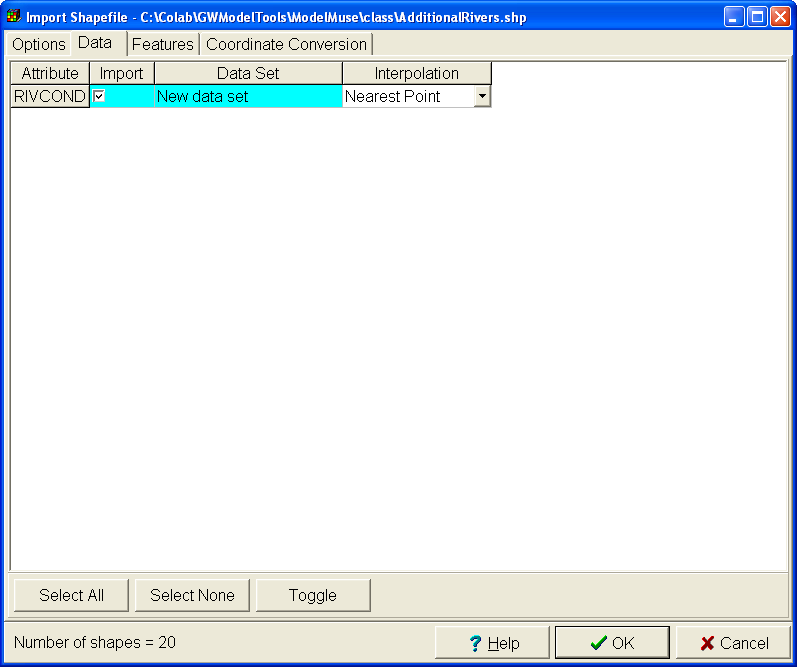 Import Shapefile - C:\Colab\GWModelTools\ModelMuse\class\AdditionalRivers.shp
Options Data Features Coordinate Conversion
Attribute Import Data Set Interpolation
RIVCOND New data set Nearest Point
Select All Select None Toggle
Number of shapes = 20 ? Help OK Cancel